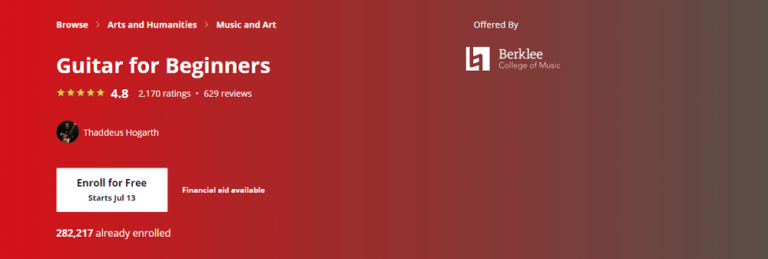 Browse > Arts and Humanities > Music and Art
Offered By
Berklee
College of Music
Guitar for Beginners
4.8 2,170 ratings • 629 reviews
Thaddeus Hogarth
Enroll for Free
Starts Jul 13
Financial aid available
282,217 already enrolled